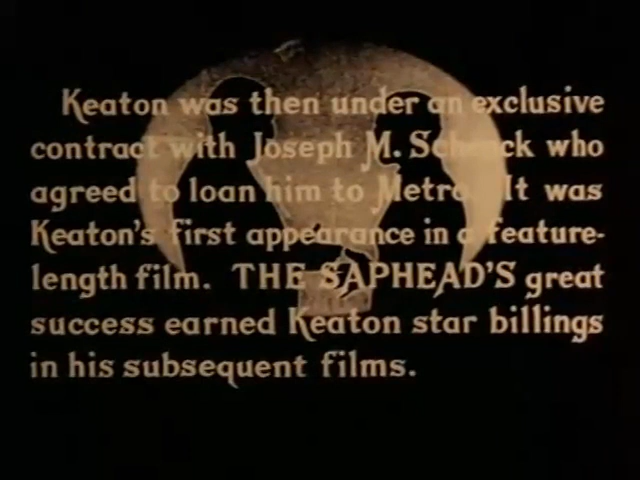 Keaton was then under an exclusive
contract with Joseph M. Schenck who
agreed to loan him to Metro. It was
Keaton's first appearance in a feature-
length film. THE SAPHEAD'S great
success earned Keaton star billings
in his subsequent films.